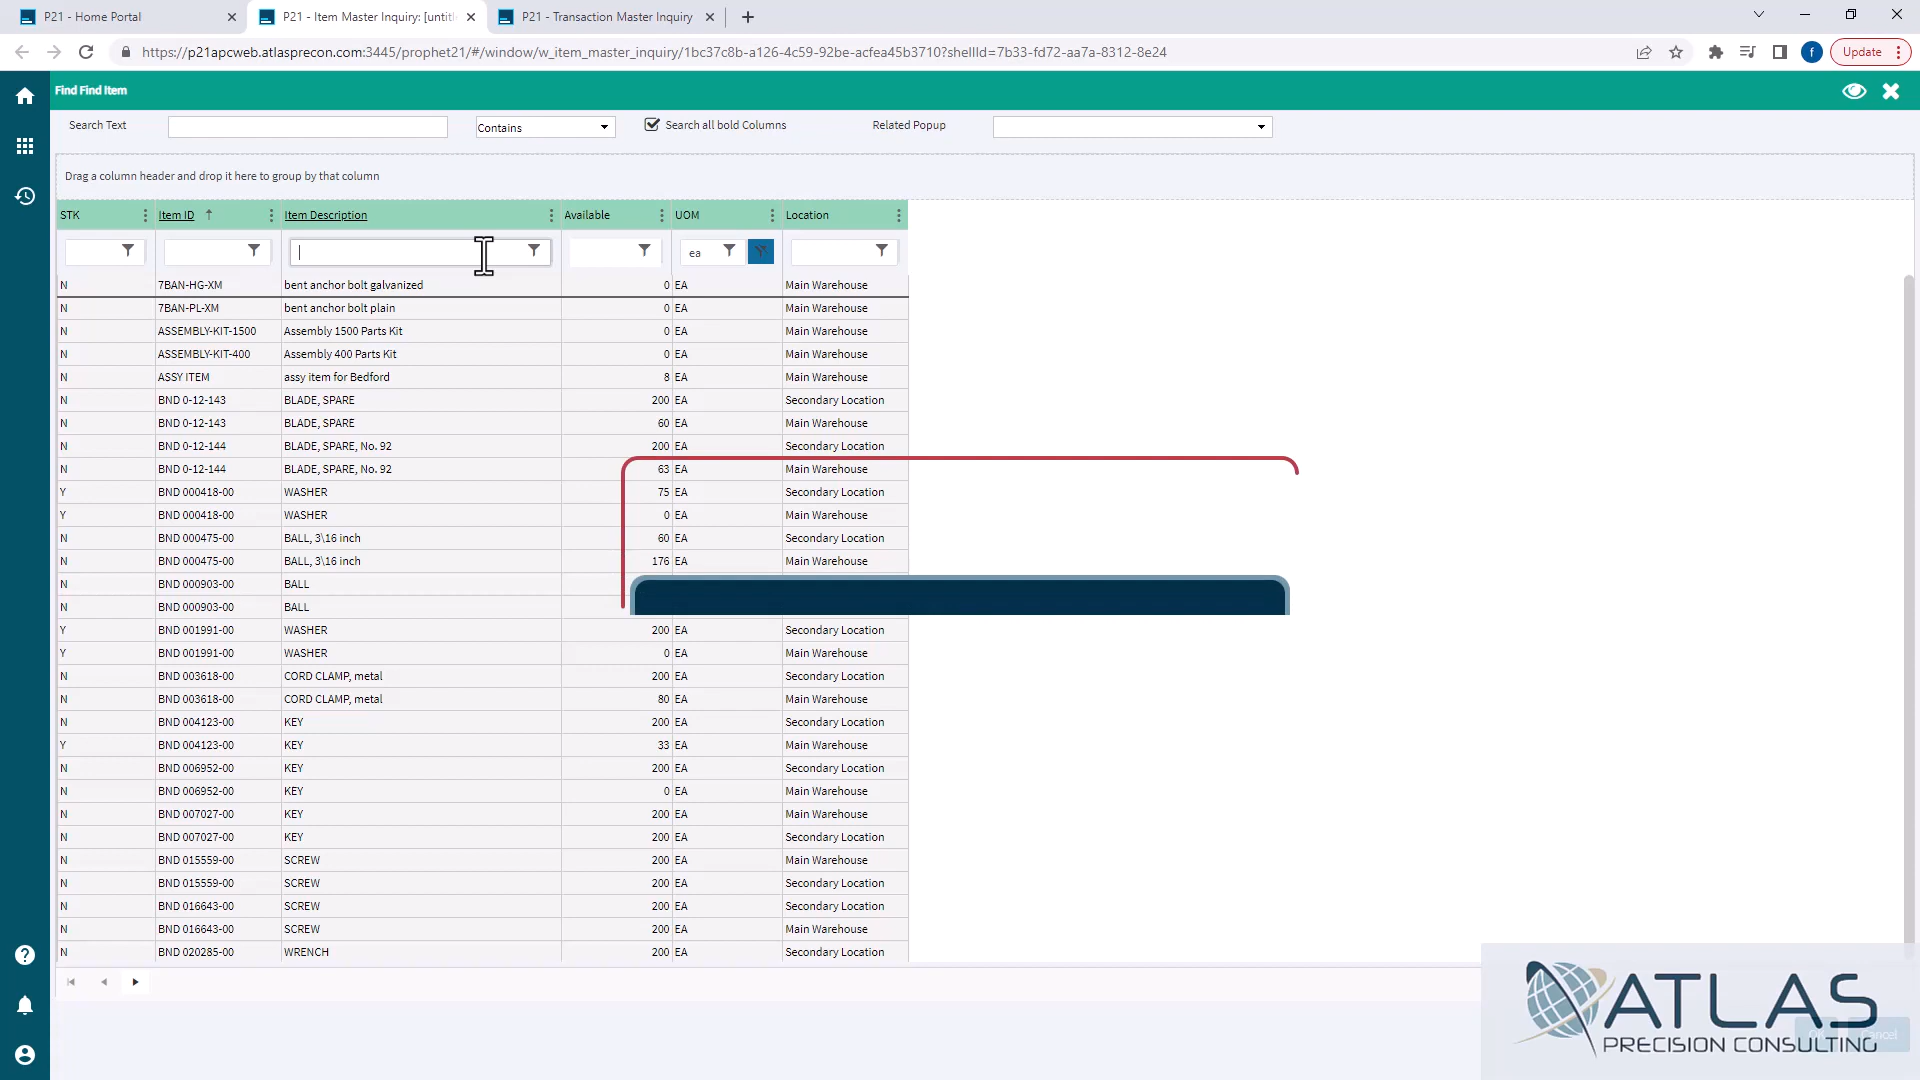 P21 - Home Portal
P21 - Item Master Inquiry: [untitl
P21 - Transaction Master Inquiry
https://p21apcweb.atlasprecon.com:3445/prophet21/#/window/w_item_master_inquiry/1bc37c8b-a126-4c59-92be-acfea45b3710?shellId=7b33-fd72-aa7a-8312-8e24
f
Update
Find Find Item
Search Text
Contains
Search all bold Columns
Related Popup
Drag a column header and drop it here to group by that column
STK Item ID Item Description Available UOM Location
ea
N 7BAN-HG-XM bent anchor bolt galvanized 0 EA Main Warehouse
N 7BAN-PL-XM bent anchor bolt plain 0 EA Main Warehouse
N ASSEMBLY-KIT-1500 Assembly 1500 Parts Kit 0 EA Main Warehouse
N ASSEMBLY-KIT-400 Assembly 400 Parts Kit 0 EA Main Warehouse
N ASSY ITEM assy item for Bedford 8 EA Main Warehouse
N BND 0-12-143 BLADE, SPARE 200 EA Secondary Location
N BND 0-12-143 BLADE, SPARE 60 EA Main Warehouse
N BND 0-12-144 BLADE, SPARE, No. 92 200 EA Secondary Location
N BND 0-12-144 BLADE, SPARE, No. 92 63 EA Main Warehouse
Y BND 000418-00 WASHER 75 EA Secondary Location
Y BND 000418-00 WASHER 0 EA Main Warehouse
N BND 000475-00 BALL, 3\16 inch 60 EA Secondary Location
N BND 000475-00 BALL, 3\16 inch 176 EA Main Warehouse
N BND 000903-00 BALL
N BND 000903-00 BALL
Y BND 001991-00 WASHER 200 EA Secondary Location
Y BND 001991-00 WASHER 0 EA Main Warehouse
N BND 003618-00 CORD CLAMP, metal 200 EA Secondary Location
N BND 003618-00 CORD CLAMP, metal 80 EA Main Warehouse
N BND 004123-00 KEY 200 EA Secondary Location
Y BND 004123-00 KEY 33 EA Main Warehouse
N BND 006952-00 KEY 200 EA Secondary Location
N BND 006952-00 KEY 0 EA Main Warehouse
N BND 007027-00 KEY 200 EA Main Warehouse
N BND 007027-00 KEY 200 EA Secondary Location
N BND 015559-00 SCREW 200 EA Main Warehouse
N BND 015559-00 SCREW 200 EA Secondary Location
N BND 016643-00 SCREW 200 EA Secondary Location
N BND 016643-00 SCREW 200 EA Main Warehouse
N BND 020285-00 WRENCH 200 EA Secondary Location
ATLAS
PRECISION CONSULTING
Cancel